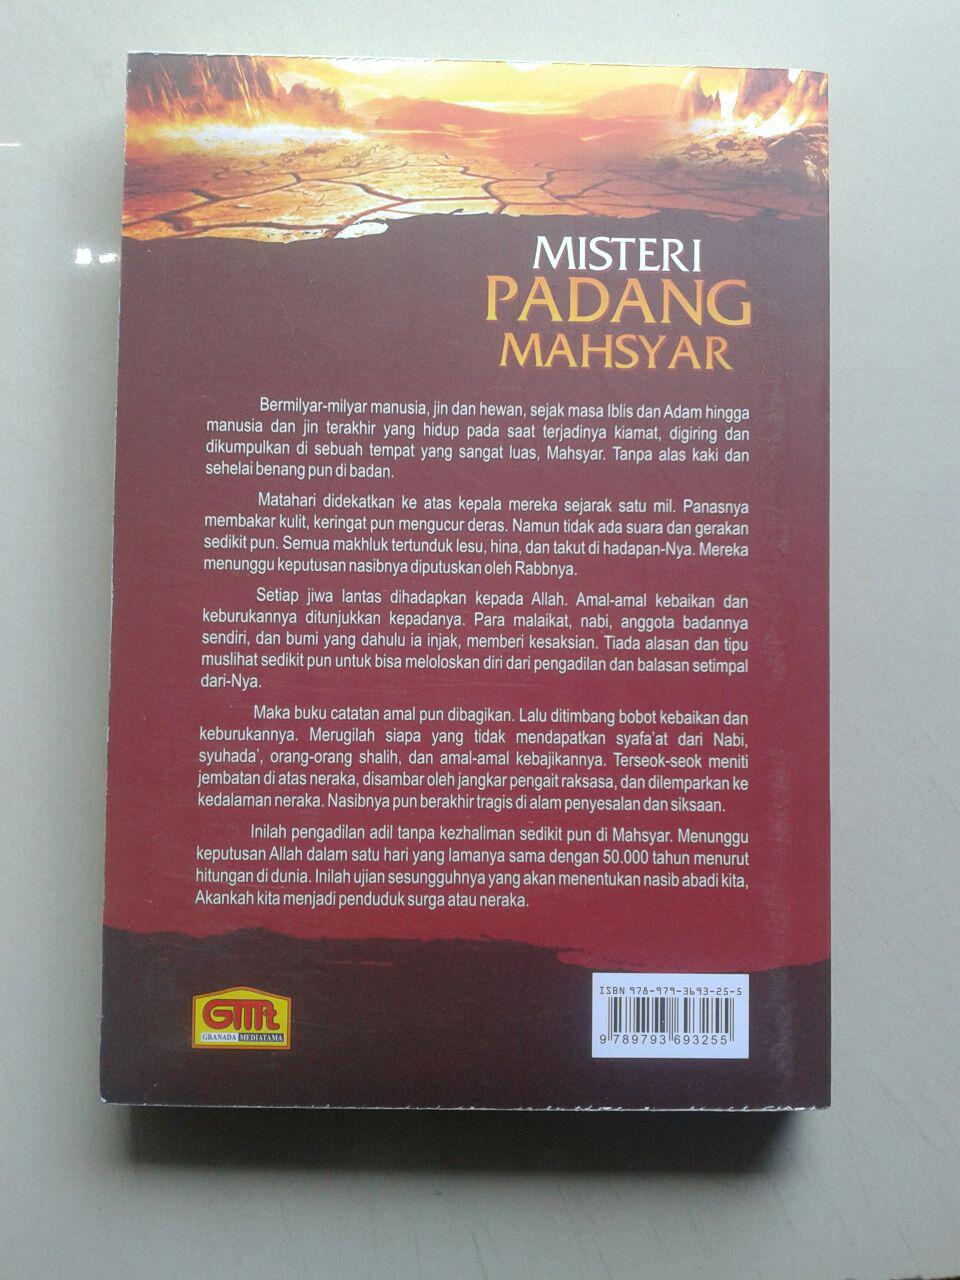 MISTERI
PADANG
MAHSYAR
Bermilyar-milyar manusia, jin dan hewan, sejak masa Iblis dan Adam hingga
manusia dan jin terakhir yang hidup pada saat terjadinya kiamat, digiring dan
dikumpulkan di sebuah tempat yang sangat luas, Mahsyar. Tanpa alas kaki dan
sehelai benang pun di badan.
Matahari didekatkan ke atas kepala mereka sejarak satu mil. Panasnya
membakar kulit, keringat pun mengucur deras. Namun tidak ada suara dan gerakan
sedikit pun. Semua makhluk tertunduk lesu, hina, dan takut di hadapan-Nya. Mereka
menunggu keputusan nasibnya diputuskan oleh Rabbnya.
Setiap jiwa lantas dihadapkan kepada Allah. Amal-amal kebaikan dan
keburukannya ditunjukkan kepadanya. Para malaikat, nabi, anggota badannya
sendiri, dan bumi yang dahulu ia injak, memberi kesaksian. Tiada alasan dan tipu
muslihat sedikit pun untuk bisa meloloskan diri dari pengadilan dan balasan setimpal
dari-Nya.
Maka buku catatan amal pun dibagikan. Lalu ditimbang bobot kebaikan dan
keburukannya. Merugilah siapa yang tidak mendapatkan syafa'at dari Nabi,
syuhada', orang-orang shalih, dan amal-amal kebajikannya. Terseok-seok meniti
jembatan di atas neraka, disambar oleh jangkar pengait raksasa, dan dilemparkan ke
kedalaman neraka. Nasibnya pun berakhir tragis di alam penyesalan dan siksaan.
Inilah pengadilan adil tanpa kezhaliman sedikit pun di Mahsyar. Menunggu
keputusan Allah dalam satu hari yang lamanya sama dengan 50.000 tahun menurut
hitungan di dunia. Inilah ujian sesungguhnya yang akan menentukan nasib abadi kita,
Akankah kita menjadi penduduk surga atau neraka.
GMt
GRANADA MEDIATAMA
ISBN 978-979-3693-25-5
9 789793 693255